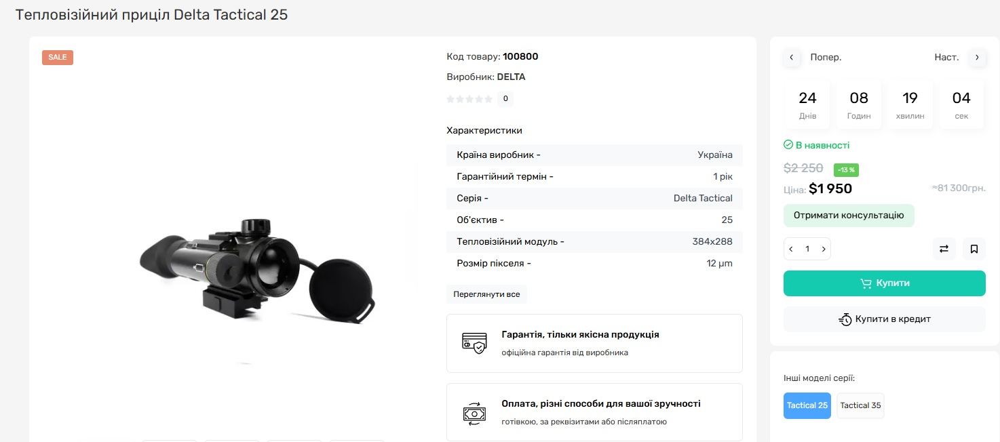 Тепловізійний приціл Delta Tactical 25
SALE
Код товару: 100800
Виробник: DELTA
0
Характеристики
Країна виробник - Україна
Гарантійний термін - 1 рік
Серія - Delta Tactical
Об'єктив - 25
Тепловізійний модуль - 384x288
Розмір пікселя - 12 µm
Переглянути все
Гарантія, тільки якісна продукція
офіційна гарантія від виробника
Оплата, різні способи для вашої зручності
готівкою, за реквізитами або післяплатою
Попер. Наст.
24 08 19 04
Днів Годин хвилин сек
В наявності
$2 250 -13 %
Ціна: $1 950 ≈81 300грн.
Отримати консультацію
1
Купити
Купити в кредит
Інші моделі серії:
Tactical 25 Tactical 35